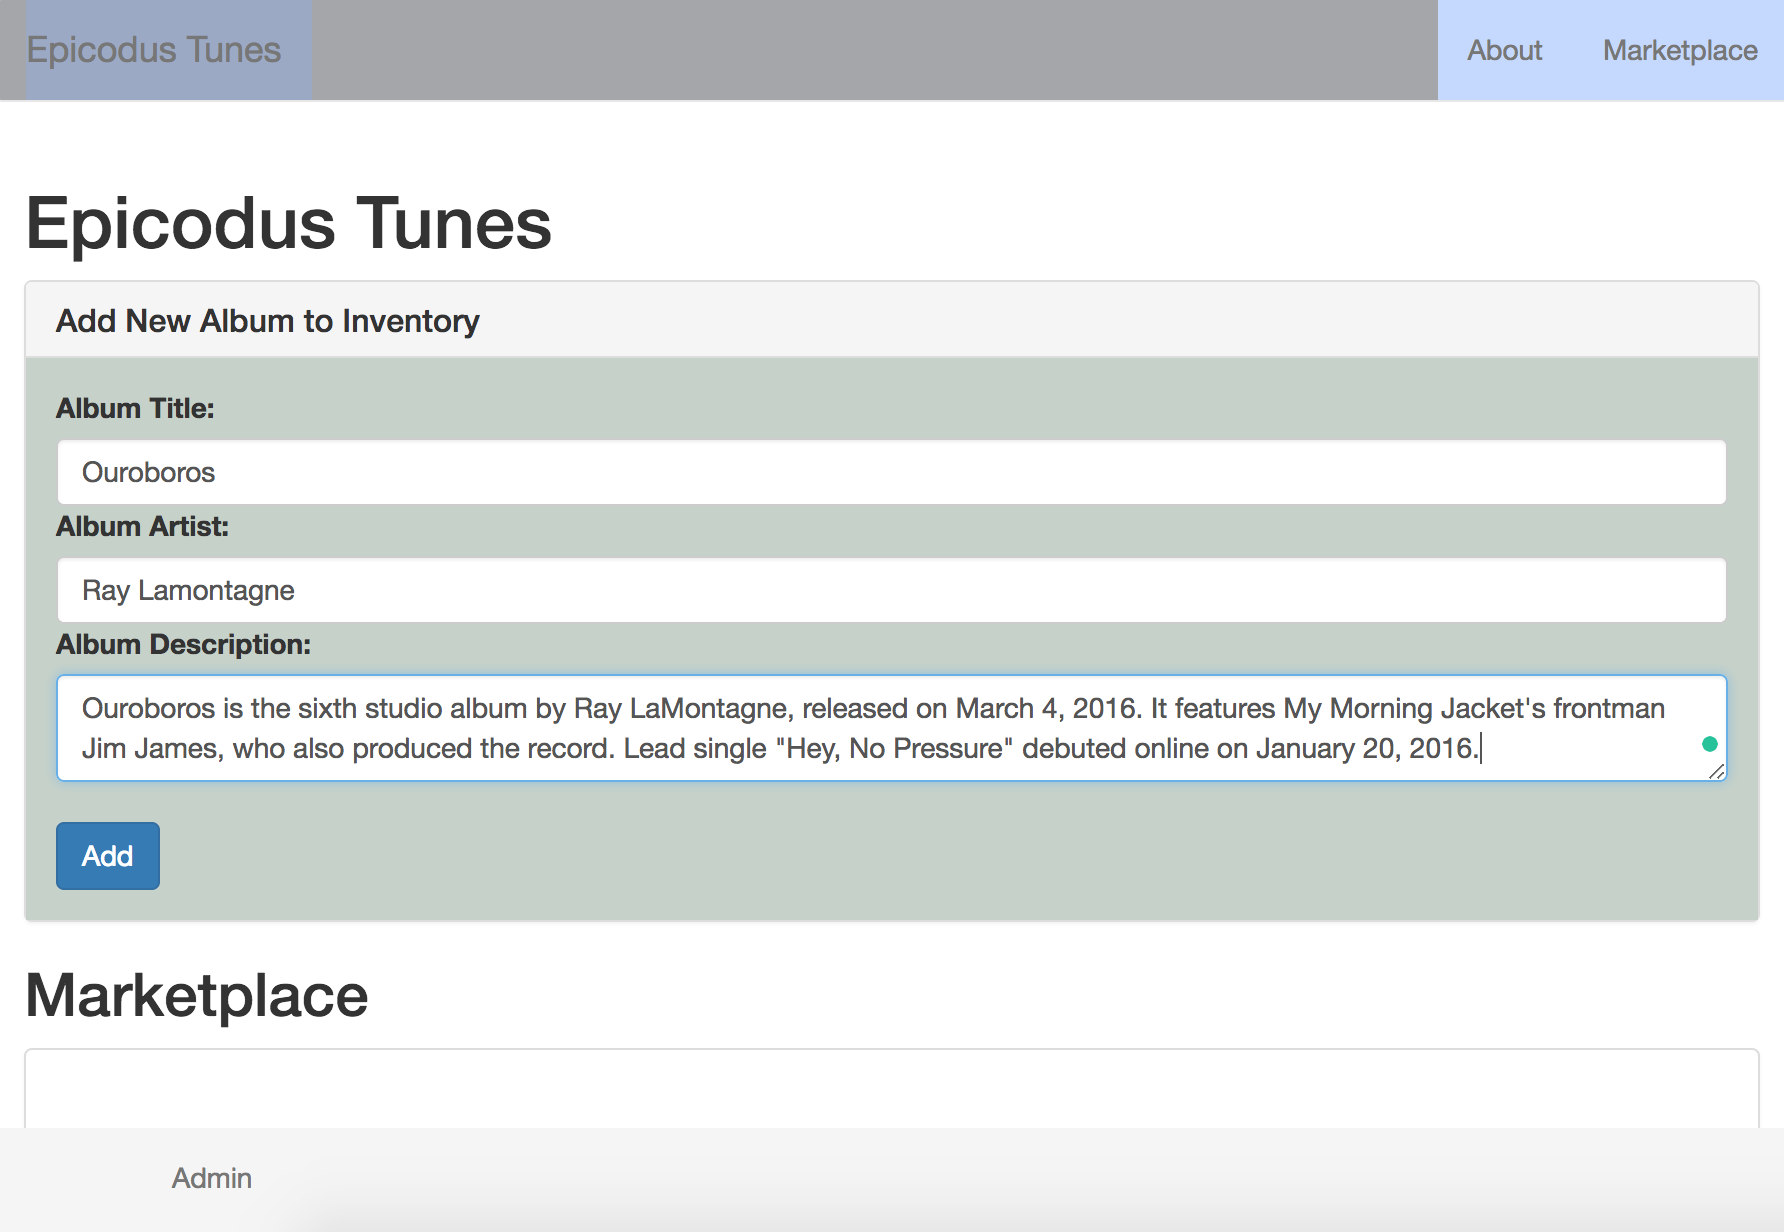 Epicodus Tunes
About
Marketplace
Epicodus Tunes
Add New Album to Inventory
Album Title:
Ouroboros
Album Artist:
Ray Lamontagne
Album Description:
Ouroboros is the sixth studio album by Ray LaMontagne, released on March 4, 2016. It features My Morning Jacket's frontman
Jim James, who also produced the record. Lead single "Hey, No Pressure" debuted online on January 20, 2016.
Add
Marketplace
Admin